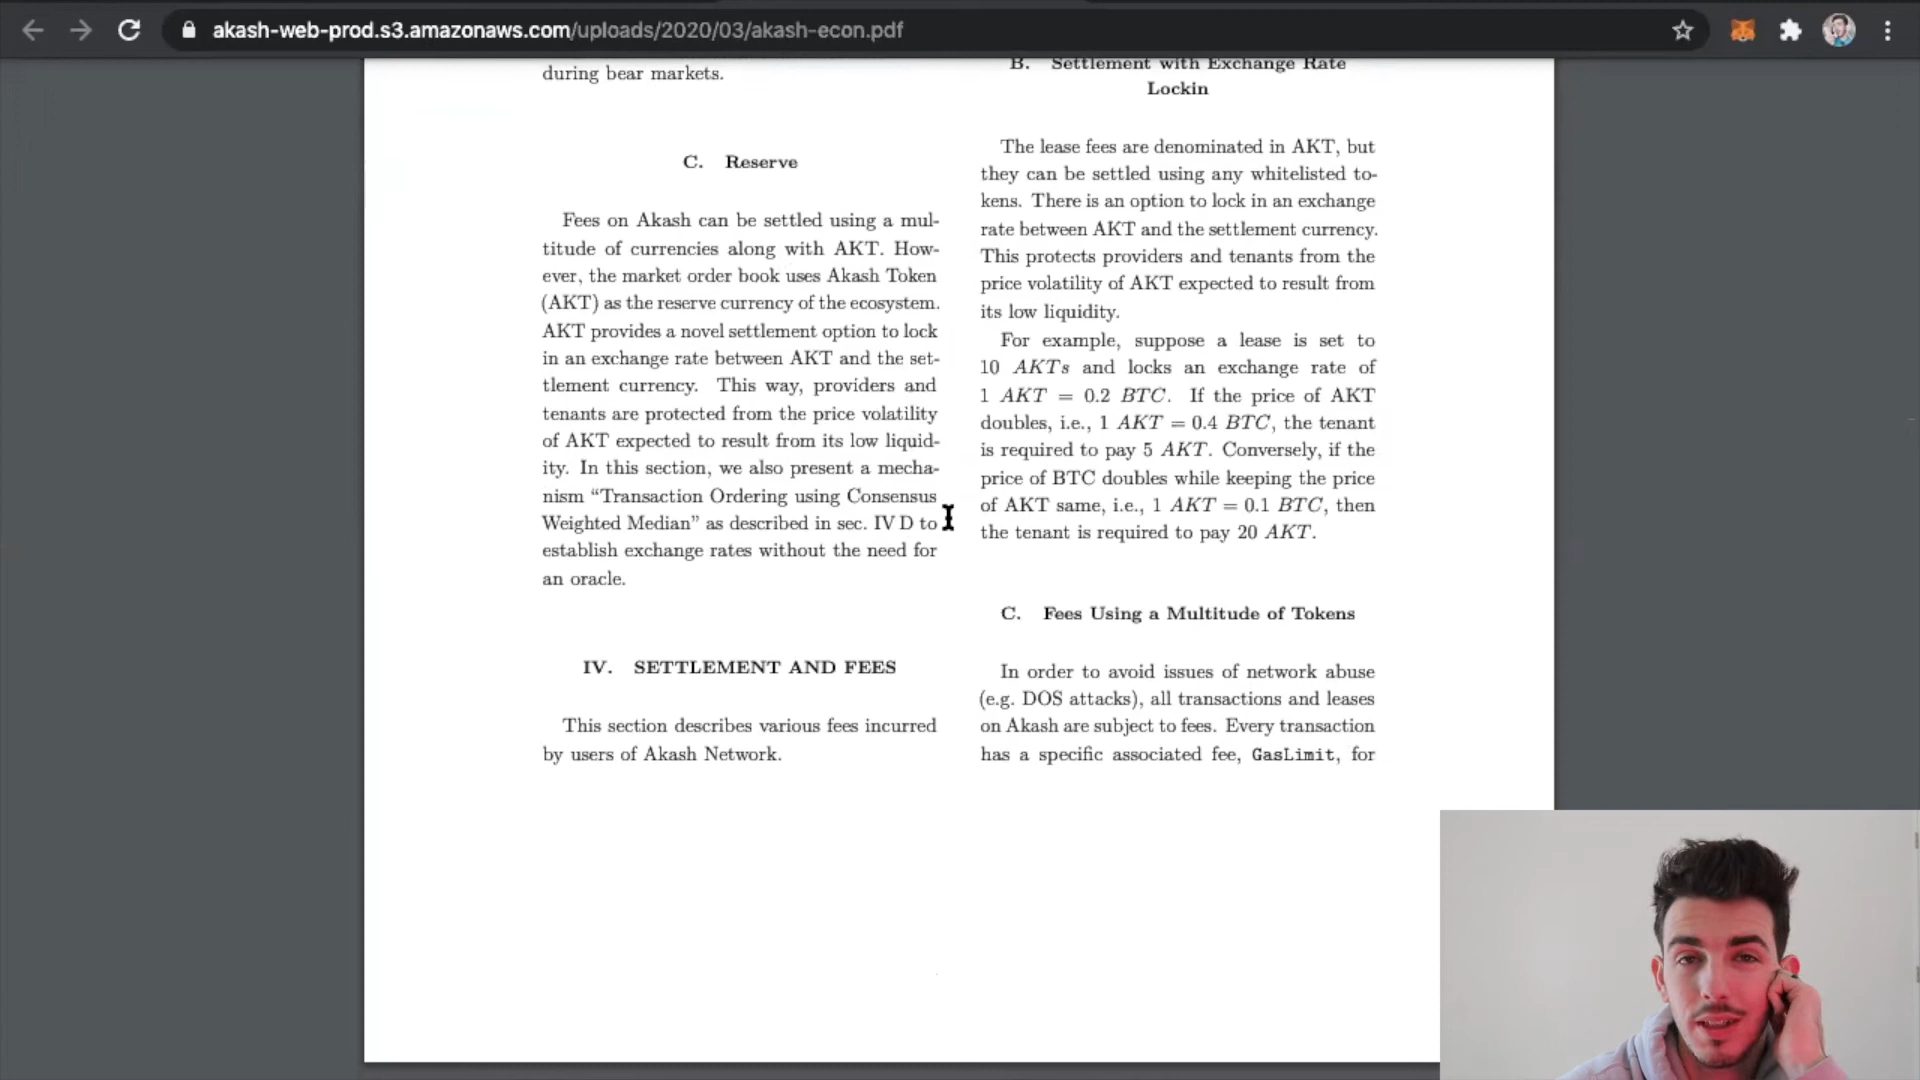 akash-web-prod.s3.amazonaws.com/uploads/2020/03/akash-econ.pdf
during bear markets.
C. Reserve
Fees on Akash can be settled using a mul-
titude of currencies along with AKT. How-
ever, the market order book uses Akash Token
(AKT) as the reserve currency of the ecosystem.
AKT provides a novel settlement option to lock
in an exchange rate between AKT and the set-
tlement currency. This way, providers and
tenants are protected from the price volatility
of AKT expected to result from its low liquid-
ity. In this section, we also present a mecha-
nism “Transaction Ordering using Consensus
Weighted Median” as described in sec. IV D to
establish exchange rates without the need for
an oracle.
IV. SETTLEMENT AND FEES
This section describes various fees incurred
by users of Akash Network.
B. Settlement with Exchange Rate
Lockin
The lease fees are denominated in AKT, but
they can be settled using any whitelisted to-
kens. There is an option to lock in an exchange
rate between AKT and the settlement currency.
This protects providers and tenants from the
price volatility of AKT expected to result from
its low liquidity.
For example, suppose a lease is set to
10 AKTs and locks an exchange rate of
1 AKT = 0.2 BTC. If the price of AKT
doubles, i.e., 1 AKT = 0.4 BTC, the tenant
is required to pay 5 AKT. Conversely, if the
price of BTC doubles while keeping the price
of AKT same, i.e., 1 AKT = 0.1 BTC, then
the tenant is required to pay 20 AKT.
C. Fees Using a Multitude of Tokens
In order to avoid issues of network abuse
(e.g. DOS attacks), all transactions and leases
on Akash are subject to fees. Every transaction
has a specific associated fee, GasLimit, for